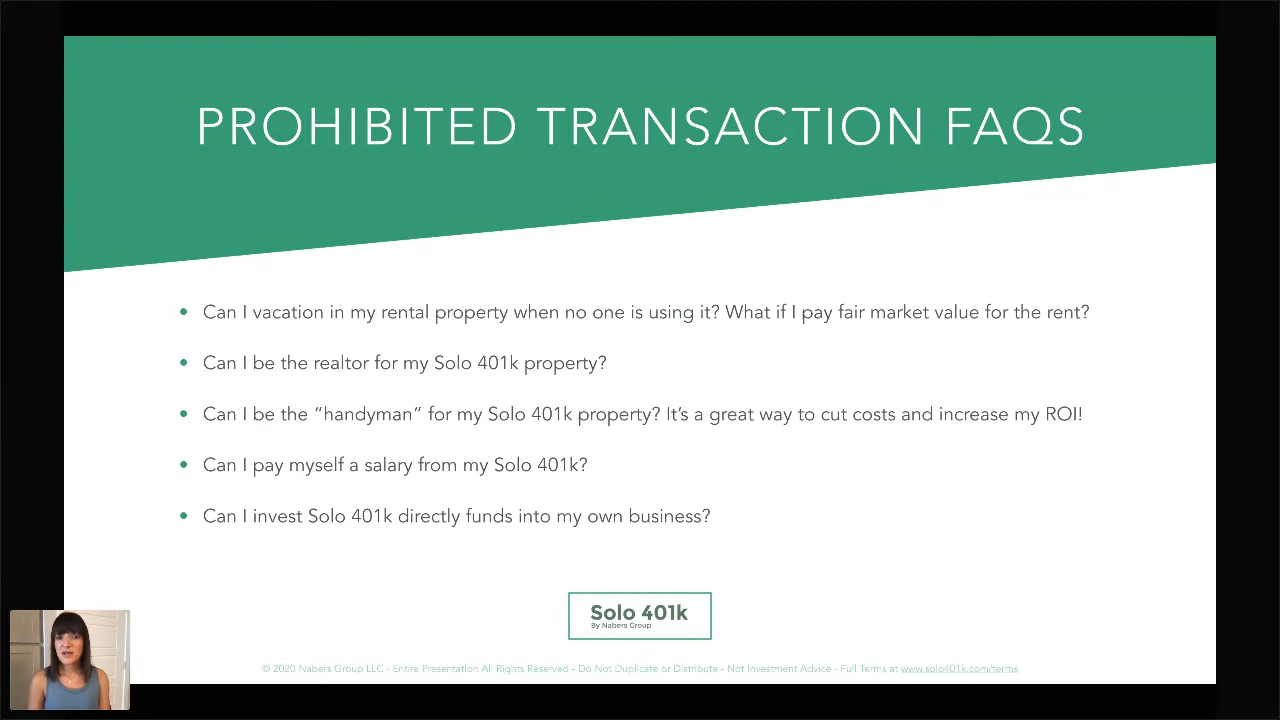 PROHIBITED TRANSACTION FAQS
• Can I vacation in my rental property when no one is using it? What if I pay fair market value for the rent?
• Can I be the realtor for my Solo 401k property?
• Can I be the “handyman” for my Solo 401k property? It’s a great way to cut costs and increase my ROI!
• Can I pay myself a salary from my Solo 401k?
• Can I invest Solo 401k directly funds into my own business?
Solo 401k
By Nabers Group
© 2020 Nabers Group LLC - Entire Presentation All Rights Reserved - Do Not Duplicate or Distribute - Not Investment Advice - Full Terms at www.solo401k.com/terms